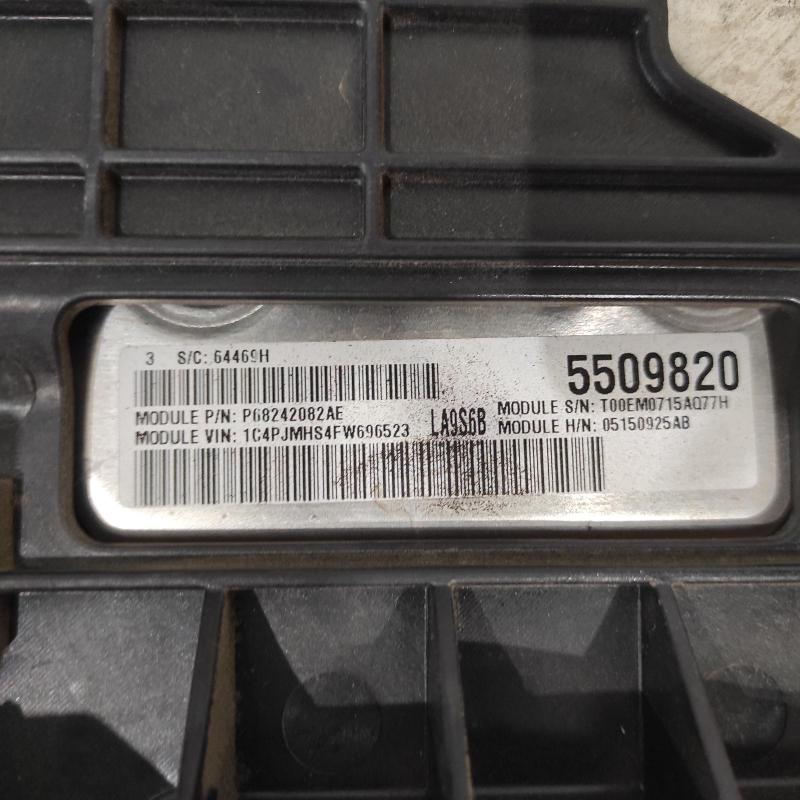 3 S/C: 64469H
5509820
MODULE P/N: P68242082AE
MODULE S/N: T00EM0715AQ77H
MODULE VIN: 1C4PJMHS4FW696523
LA9S6B
MODULE H/N: 05150925AB